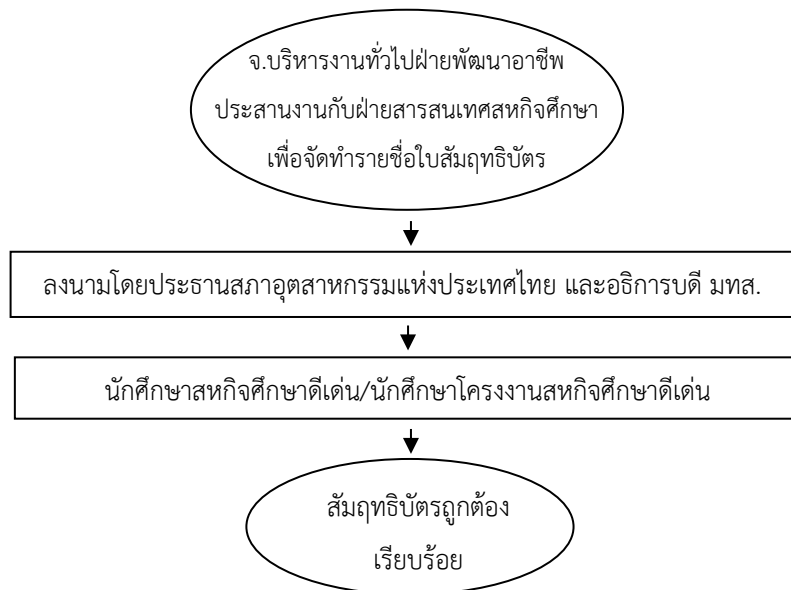 จ.บริหารงานทั่วไปฝ่ายพัฒนาอาชีพ
ประสานงานกับฝ่ายสารสนเทศสหกิจศึกษา
เพื่อจัดทำรายชื่อใบสัมฤทธิบัตร
ลงนามโดยประธานสภาอุตสาหกรรมแห่งประเทศไทย และอธิการบดี มทส.
นักศึกษาสหกิจศึกษาดีเด่น/นักศึกษาโครงงานสหกิจศึกษาดีเด่น
สัมฤทธิบัตรถูกต้อง
เรียบร้อย